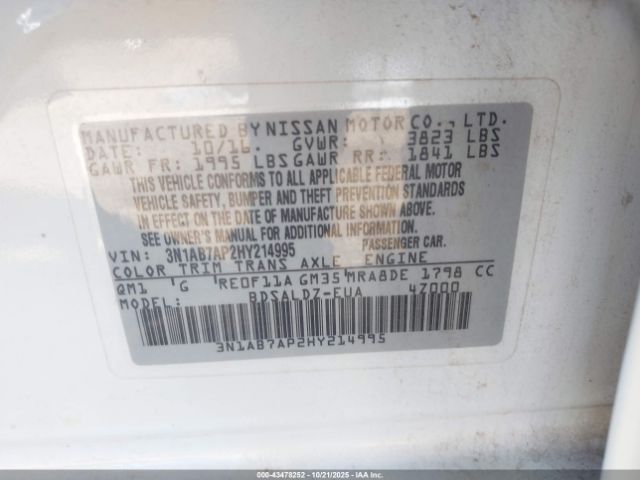 MANUFACTURED BY NISSAN MOTOR CO., LTD.
DATE: 10/16. GVWR: 3823 LBS
GAWR FR: 1995 LBS GAWR RR: 1841 LBS
THIS VEHICLE CONFORMS TO ALL APPLICABLE FEDERAL MOTOR
VEHICLE SAFETY, BUMPER AND THEFT PREVENTION STANDARDS
IN EFFECT ON THE DATE OF MANUFACTURE SHOWN ABOVE.
SEE OWNER'S MANUAL FOR ADDITIONAL INFORMATION
VIN: 3N1AB7AP2HY214995 PASSENGER CAR.
COLOR TRIM TRANS AXLE ENGINE
QM1 'G 'RE0F11A GM35'MRA8DE 1798 CC
MODEL: BDSALDZ-EUA 4Z000
3N1AB7AP2HY214995
000-43478252 - 10/21/2025 - IAAI.COM